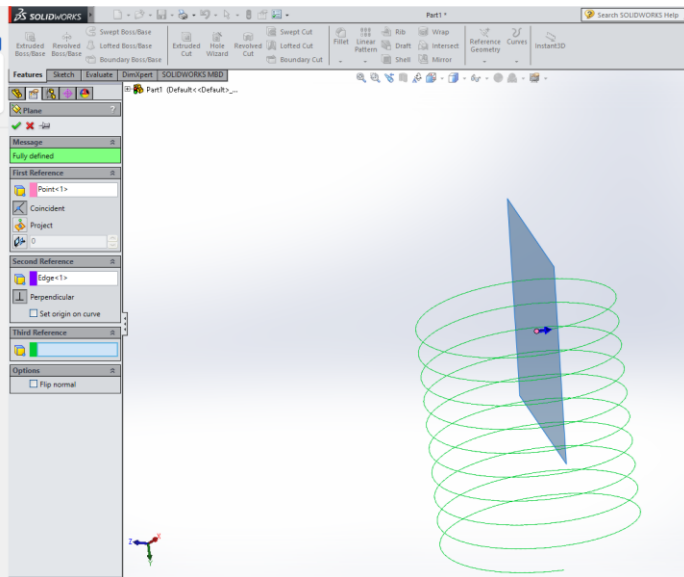 SOLIDWORKS
Part1 *
Search SOLIDWORKS Help
Extruded Boss/Base
Revolved Boss/Base
Swept Boss/Base
Lofted Boss/Base
Boundary Boss/Base
Extruded Cut
Hole Wizard
Revolved Cut
Swept Cut
Lofted Cut
Boundary Cut
Fillet
Linear Pattern
Rib
Draft
Shell
Wrap
Intersect
Mirror
Reference Geometry
Curves
Instant3D
Features Sketch Evaluate DimXpert SOLIDWORKS MBD
Part1 (Default<<Default>_...
Plane ?
Message
Fully defined
First Reference
Point<1>
Coincident
Project
0
Second Reference
Edge<1>
Perpendicular
Set origin on curve
Third Reference
Options
Flip normal
Z
X
Y